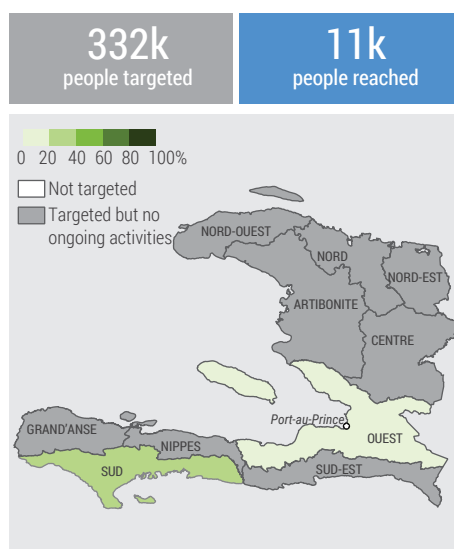 332k
people targeted
11k
people reached
0 20 40 60 80 100%
Not targeted
Targeted but no
ongoing activities
NORD-OUEST
NORD
NORD-EST
ARTIBONITE
CENTRE
Port-au-Prince
GRAND'ANSE
OUEST
NIPPES
SUD
SUD-EST